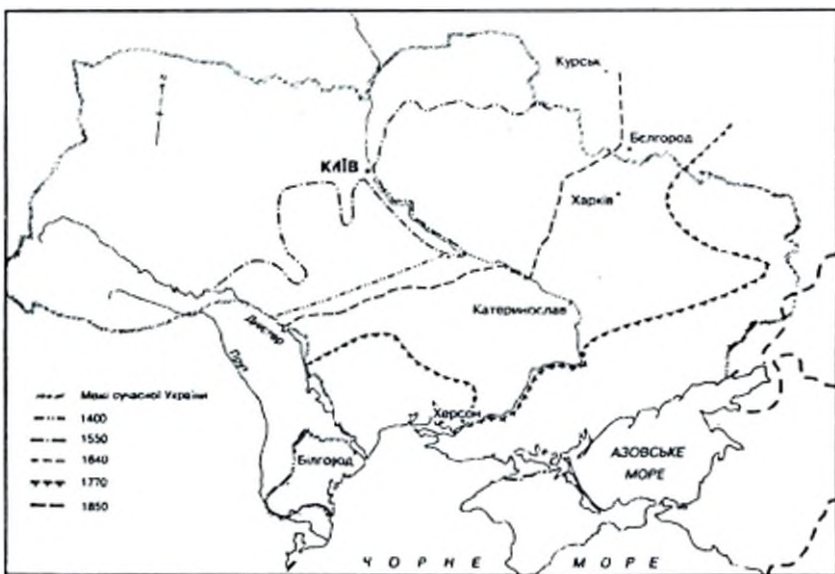 Курськ
Бєлгород
КИЇВ
Харків
Катеринослав
Дністер
Прут
Межі сучасної України
1400
1550
1640
1770
1850
Херсон
Білгород
АЗОВСЬКЕ
МОРЕ
ЧОРНЕ МОРЕ